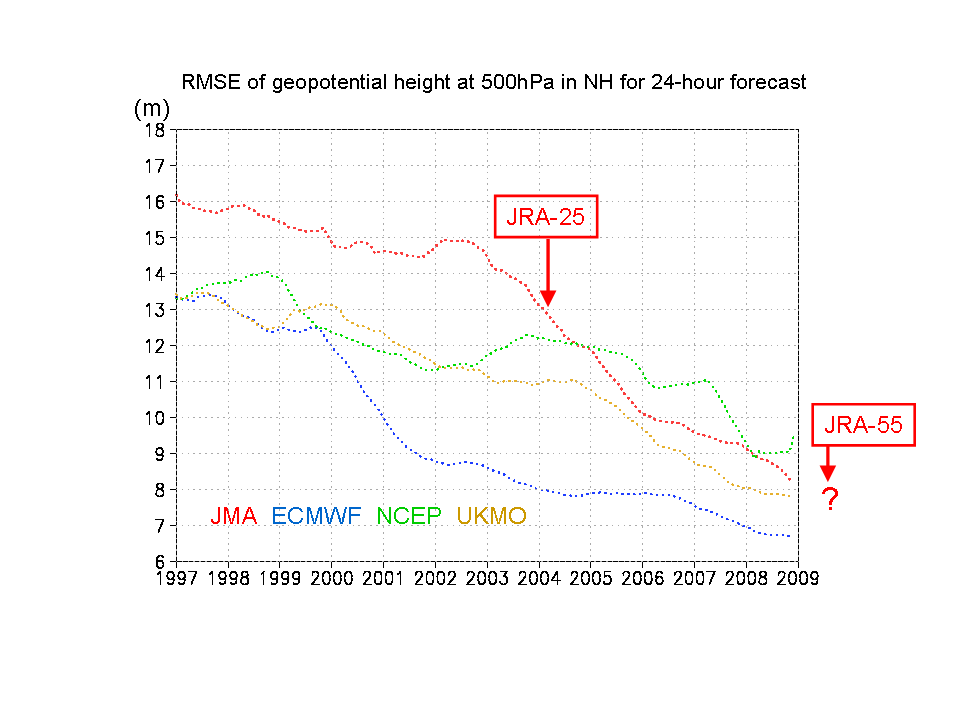 RMSE of geopotential height at 500hPa in NH for 24-hour forecast
(m)
18
17
16
15
14
13
12
11
10
9
8
7
6
JRA-25
JRA-55
?
JMA ECMWF NCEP UKMO
1997 1998 1999 2000 2001 2002 2003 2004 2005 2006 2007 2008 2009